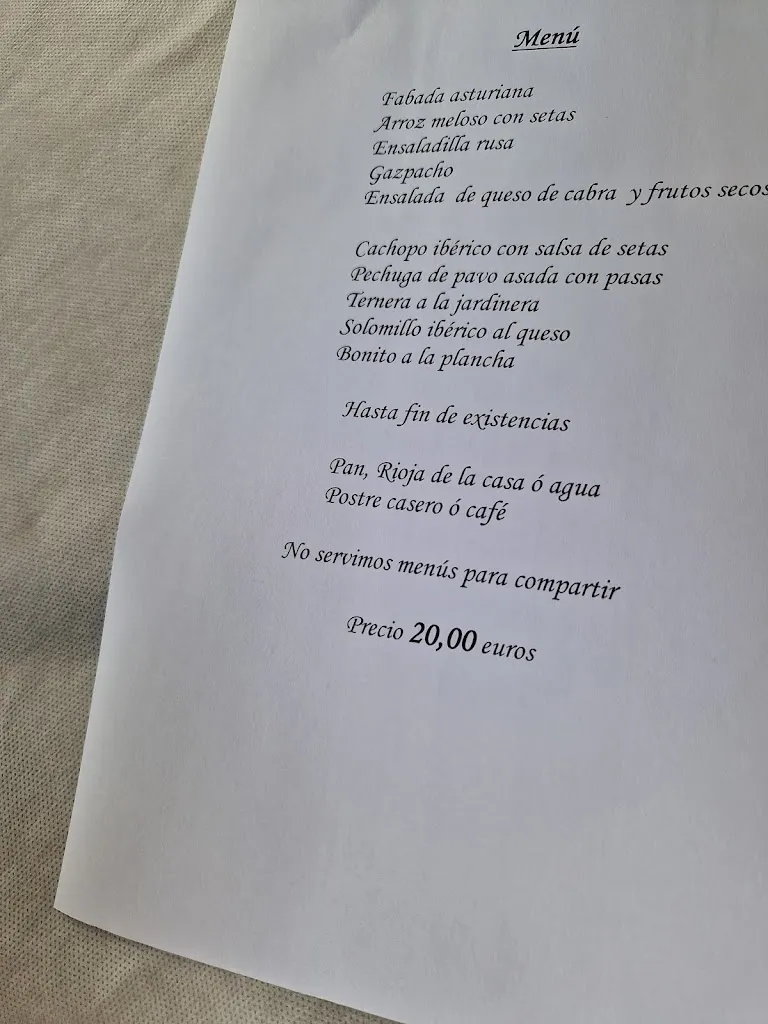 Menú
Fabada asturiana
Arroz meloso con setas
Ensaladilla rusa
Gazpacho
Ensalada de queso de cabra y frutos secos
Cachopo ibérico con salsa de setas
Pechuga de pavo asada con pasas
Ternera a la jardinera
Solomillo ibérico al queso
Bonito a la plancha
Hasta fin de existencias
Pan, Rioja de la casa ó agua
Postre casero ó café
No servimos menús para compartir
Precio 20,00 euros